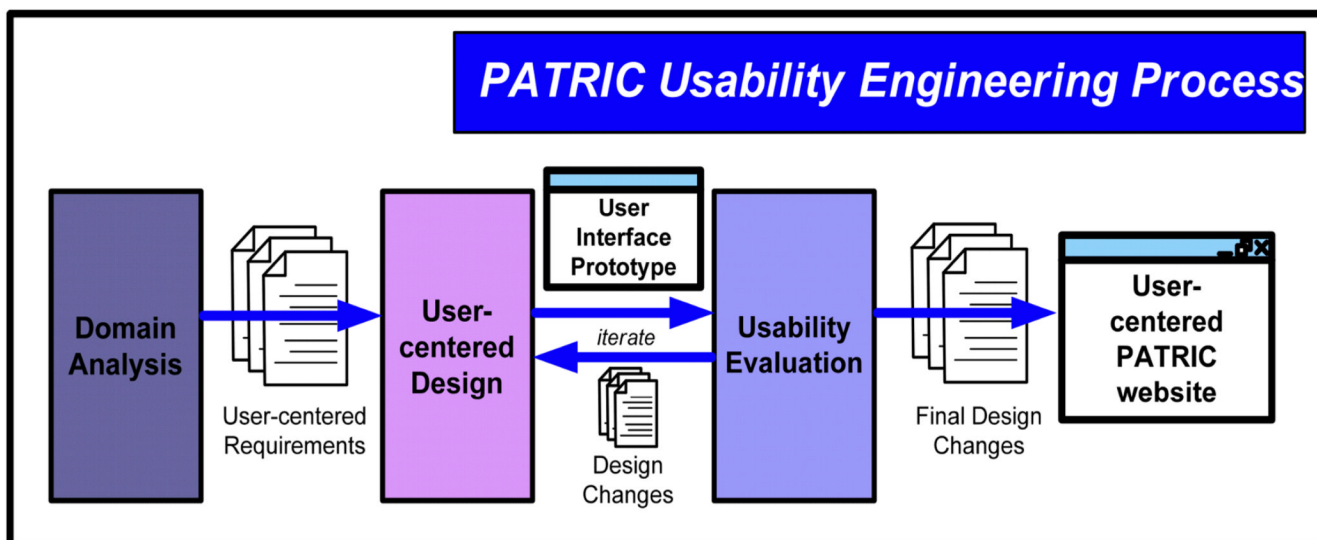 PATRIC Usability Engineering Process
Domain
Analysis
User-centered
Requirements
User-
centered
Design
User
Interface
Prototype
iterate
Design
Changes
Usability
Evaluation
Final Design
Changes
User-
centered
PATRIC
website